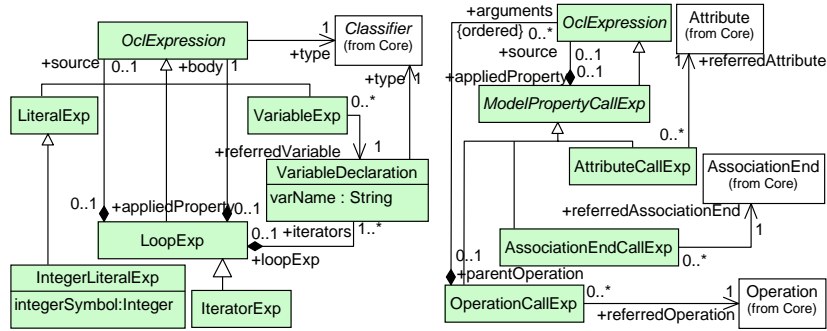 OclExpression
1
Classifier
(from Core)
+type
+source
0..1
+body
1
+type
1
LiteralExp
VariableExp
0..*
+referredVariable
1
VariableDeclaration
varName : String
0..1
+appliedProperty
0..1
LoopExp
0..1
+iterators
1..*
+loopExp
IntegerLiteralExp
integerSymbol:Integer
IteratorExp
+arguments
{ordered}
0..*
OclExpression
+source
0..1
Attribute
(from Core)
+appliedProperty
0..1
1
+referredAttribute
ModelPropertyCallExp
0..*
AttributeCallExp
AssociationEnd
(from Core)
+referredAssociationEnd
1
AssociationEndCallExp
0..*
0..1
+parentOperation
OperationCallExp
0..*
+referredOperation
1
Operation
(from Core)